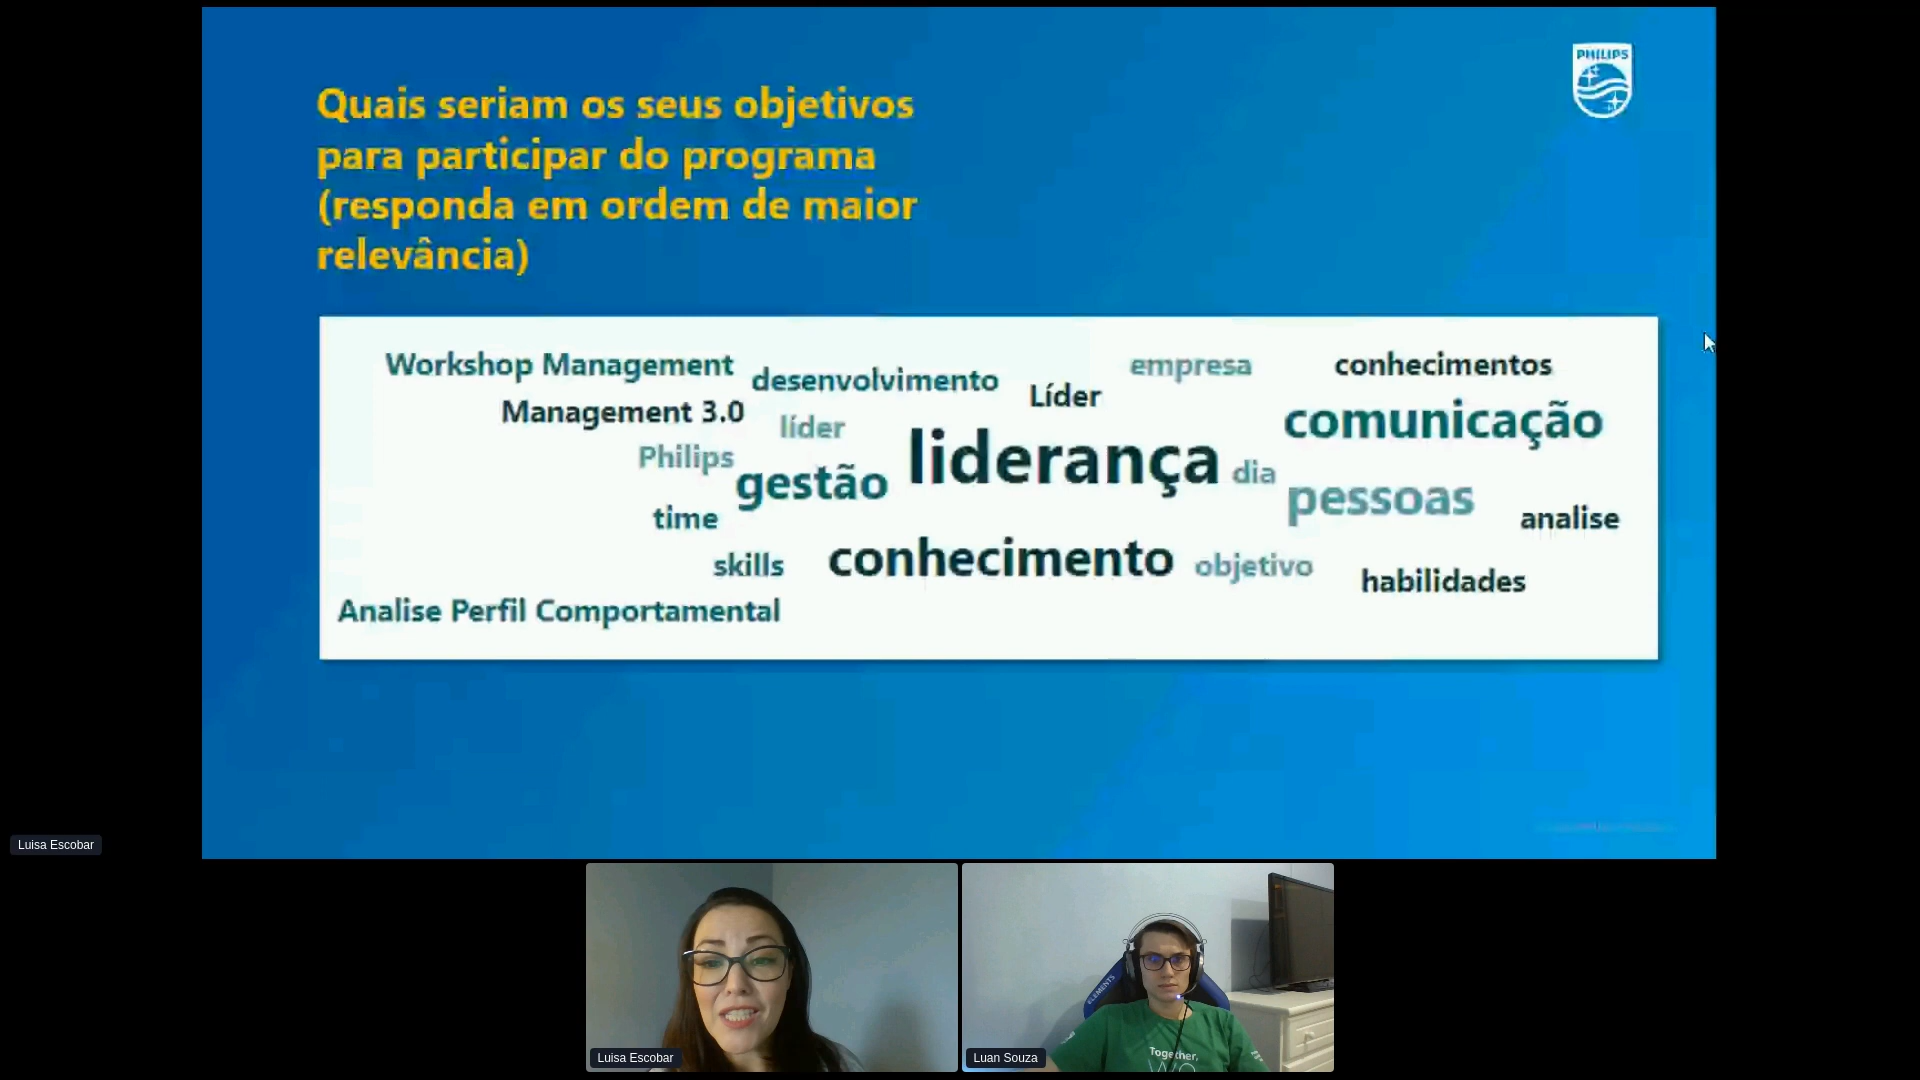 PHILIPS
Quais seriam os seus objetivos
para participar do programa
(responda em ordem de maior
relevância)
Workshop Management
desenvolvimento
Líder
empresa
conhecimentos
Management 3.0
líder
liderança
comunicação
Philips
gestão
dia
pessoas
time
analise
skills
conhecimento
objetivo
habilidades
Analise Perfil Comportamental
Luisa Escobar
Luisa Escobar
ELEMENTS
Together,
Luan Souza